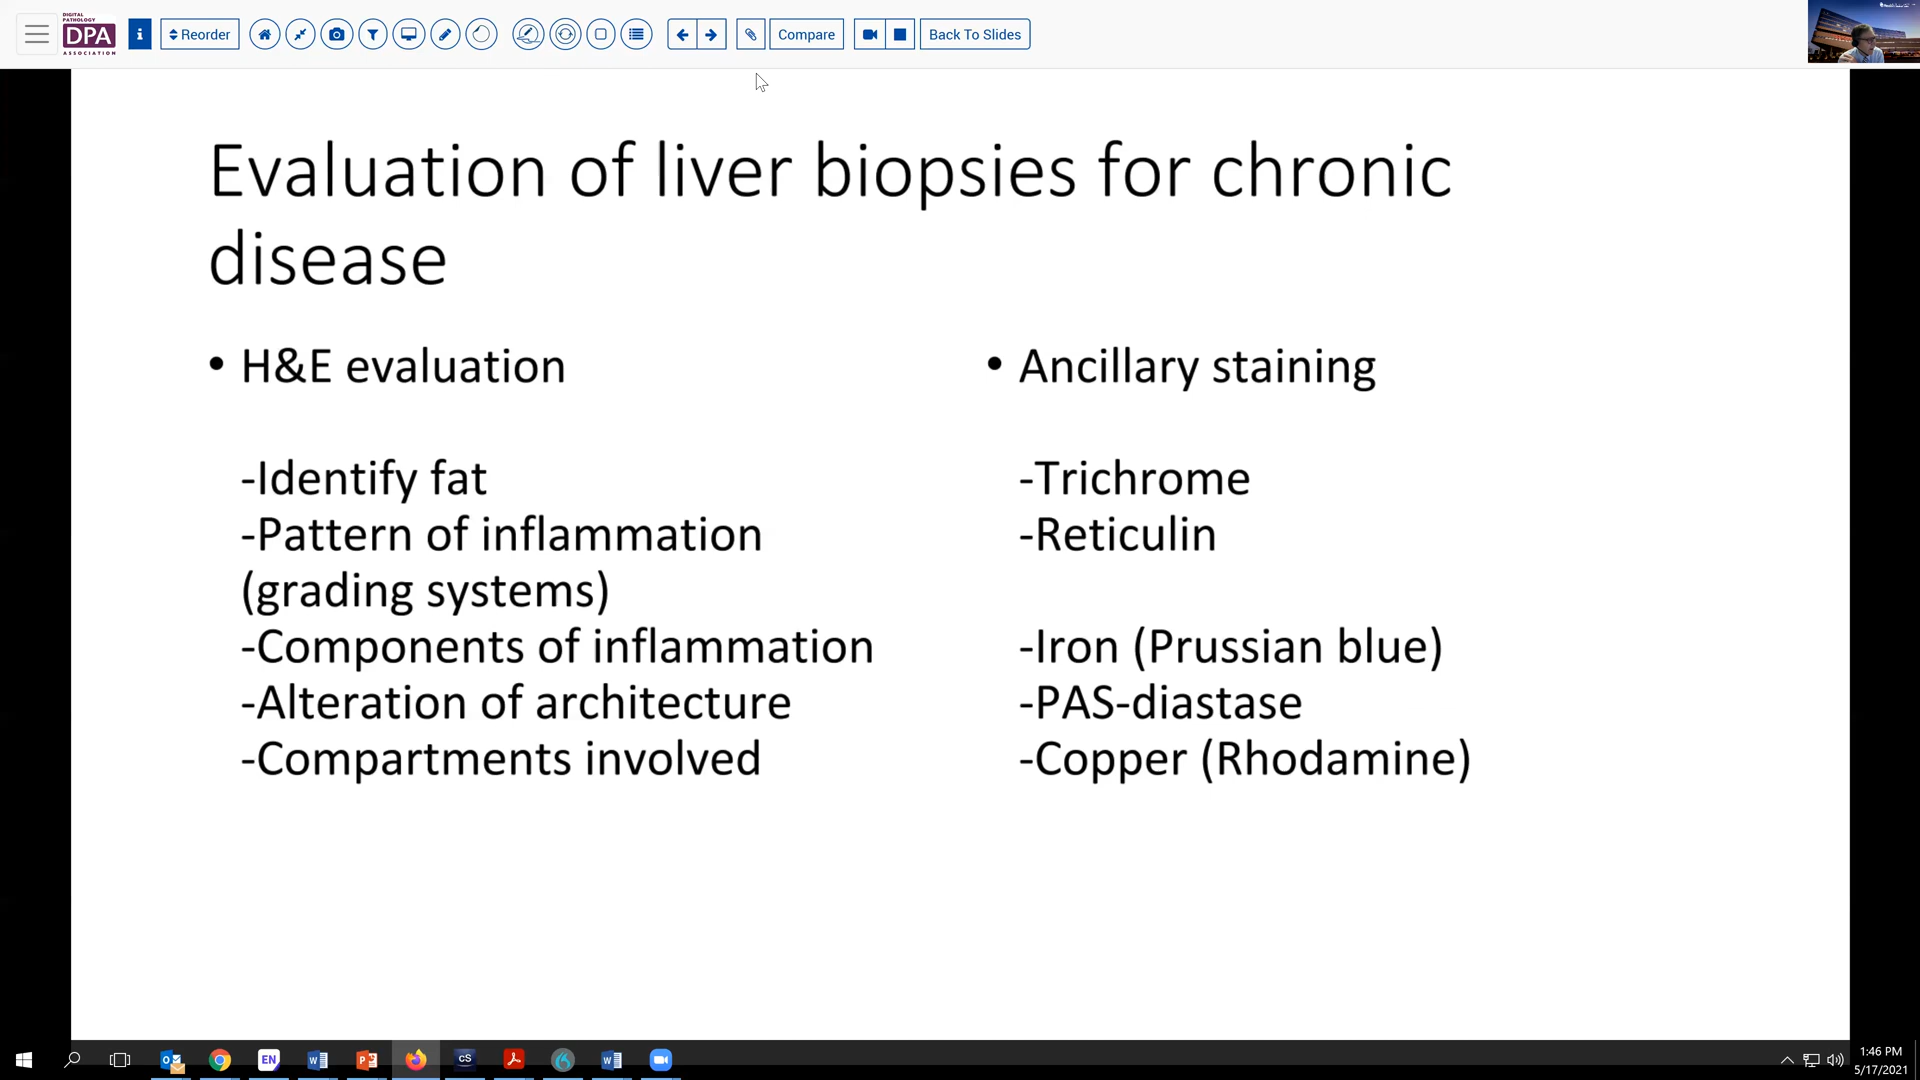 DIGITAL
PATHOLOGY
DPA
ASSOCIATION
i
Reorder
Compare
Back To Slides
Evaluation of liver biopsies for chronic
disease
• H&E evaluation
-Identify fat
-Pattern of inflammation
(grading systems)
-Components of inflammation
-Alteration of architecture
-Compartments involved
• Ancillary staining
-Trichrome
-Reticulin
-Iron (Prussian blue)
-PAS-diastase
-Copper (Rhodamine)
EN
CS
1:46 PM
5/17/2021